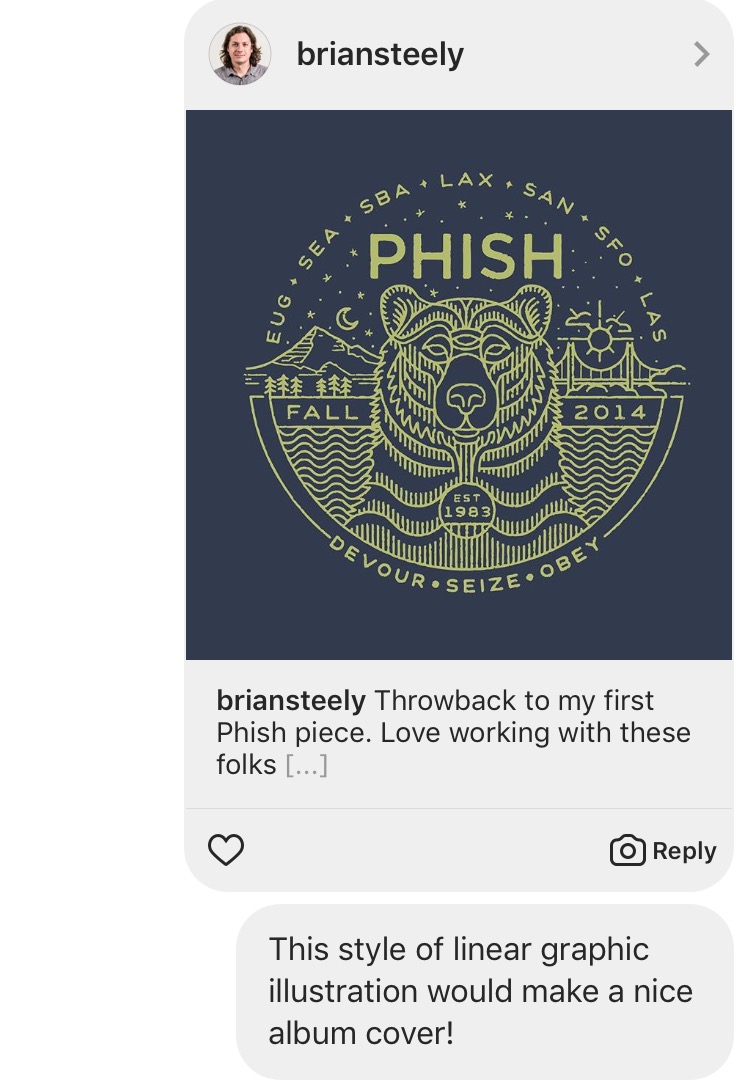 briansteely
EUG ✦ SEA ✦ SBA ✦ LAX ✦ SAN ✦ SFO ✦ LAS
PHISH
FALL 2014
EST
1983
DEVOUR • SEIZE • OBEY
briansteely Throwback to my first
Phish piece. Love working with these
folks [...]
Reply
This style of linear graphic
illustration would make a nice
album cover!